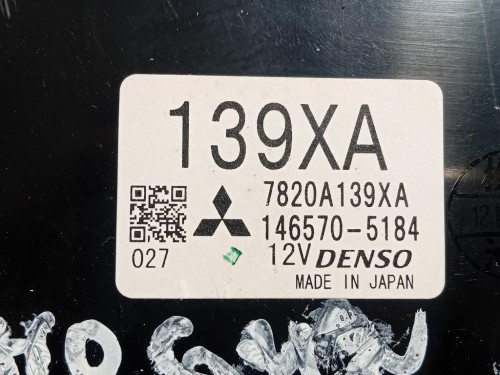 139XA
7820A139XA
146570-5184
027
12V DENSO
MADE IN JAPAN